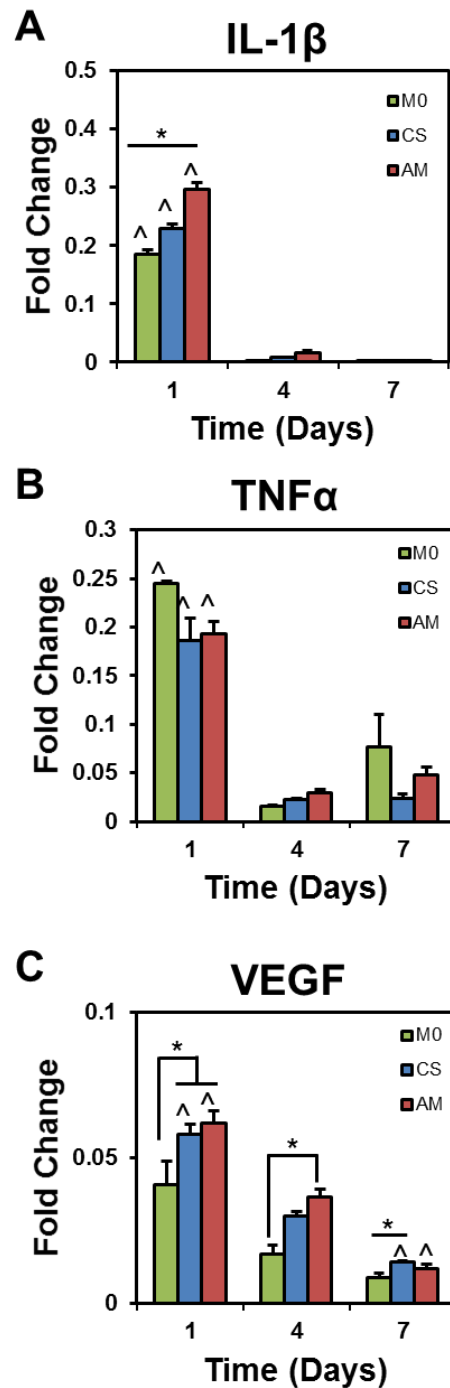 A
IL-1β
Fold Change
0.5
0.4
0.3
0.2
0.1
0
M0
CS
AM
*
^ ^ ^
1 4 7
Time (Days)
B
TNFα
Fold Change
0.3
0.25
0.2
0.15
0.1
0.05
0
M0
CS
AM
^ ^ ^
1 4 7
Time (Days)
C
VEGF
Fold Change
0.1
0.05
0
M0
CS
AM
* * *
^ ^ ^ ^
1 4 7
Time (Days)